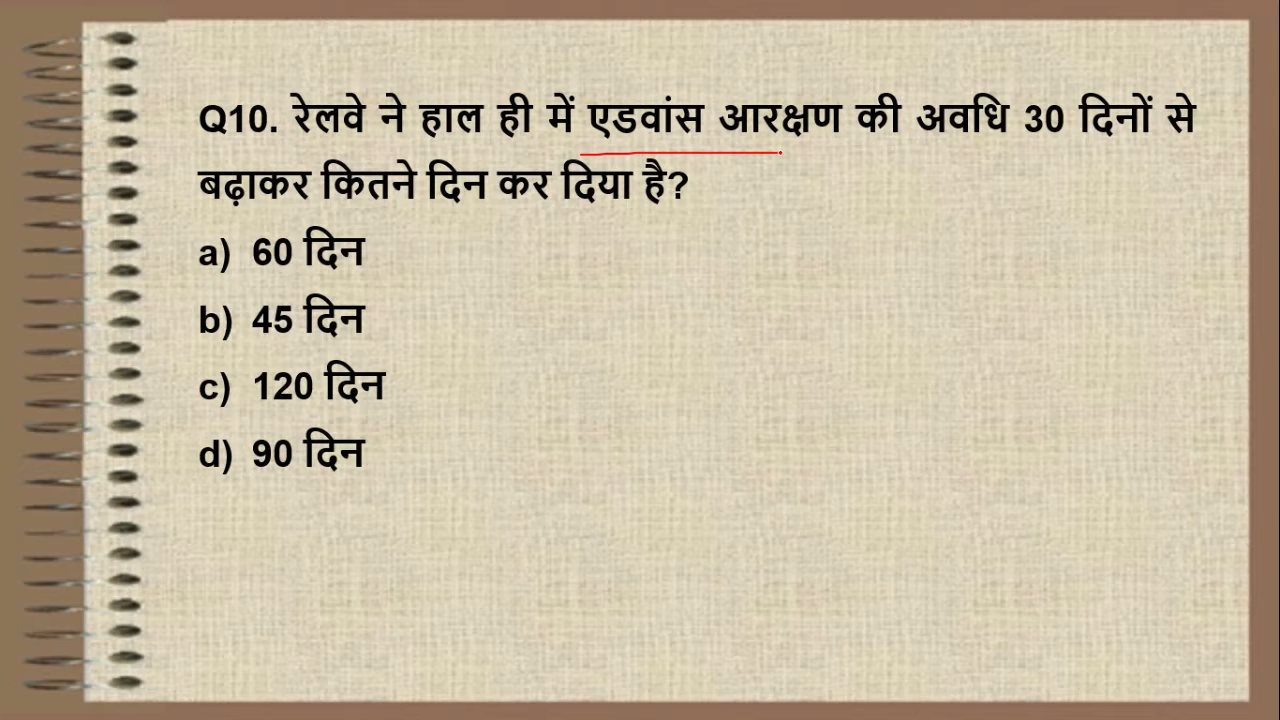 Q10. रेलवे ने हाल ही में एडवांस आरक्षण की अवधि 30 दिनों से
बढ़ाकर कितने दिन कर दिया है?
a) 60 दिन
b) 45 दिन
c) 120 दिन
d) 90 दिन